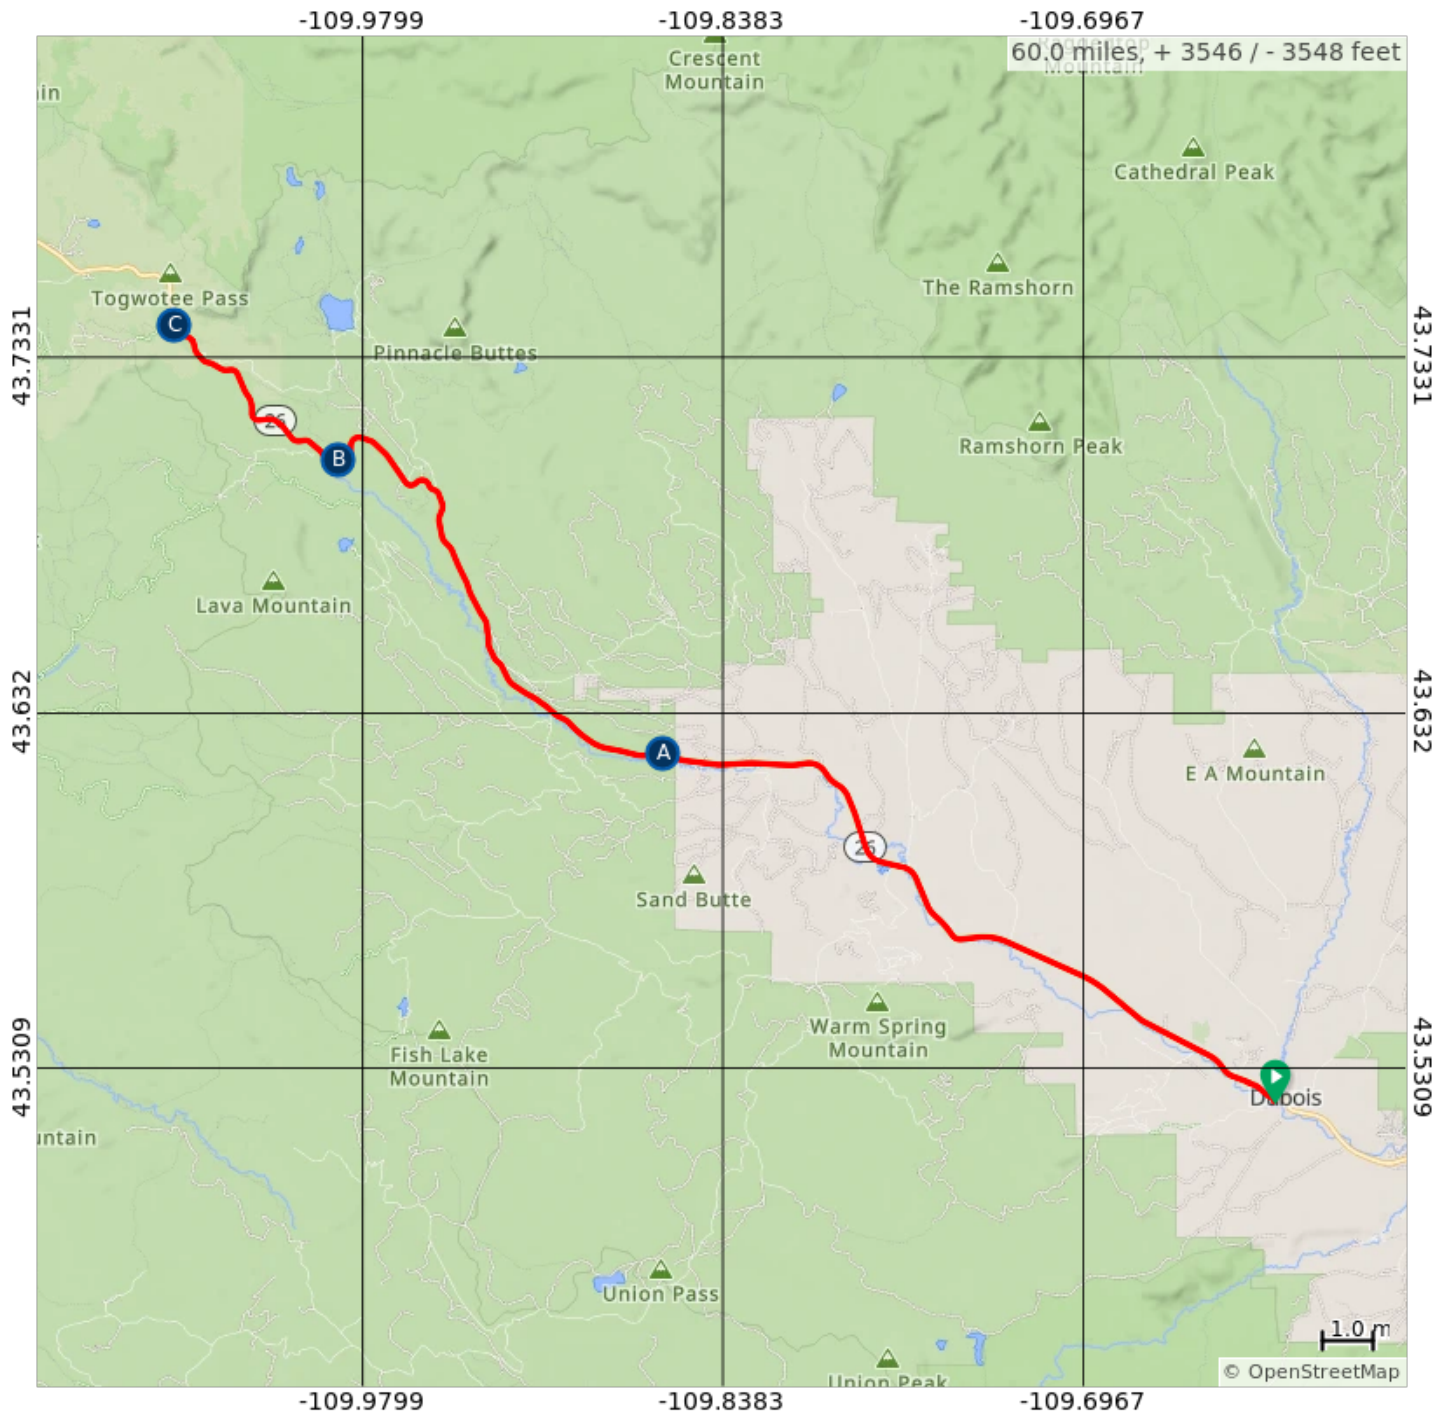 -109.9799 -109.8383 -109.6967
60.0 miles, + 3546 / - 3548 feet
Crescent
Mountain
Mountain
ain
Cathedral Peak
Togwotee Pass
The Ramshorn
C
43.7331
43.7331
Pinnacle Buttes
26
Ramshorn Peak
B
Lava Mountain
43.632
43.632
A
E A Mountain
26
Sand Butte
Warm Spring
Mountain
Fish Lake
Mountain
43.5309
43.5309
Dubois
untain
Union Pass
1.0 m
Union Peak
© OpenStreetMap
-109.9799 -109.8383 -109.6967